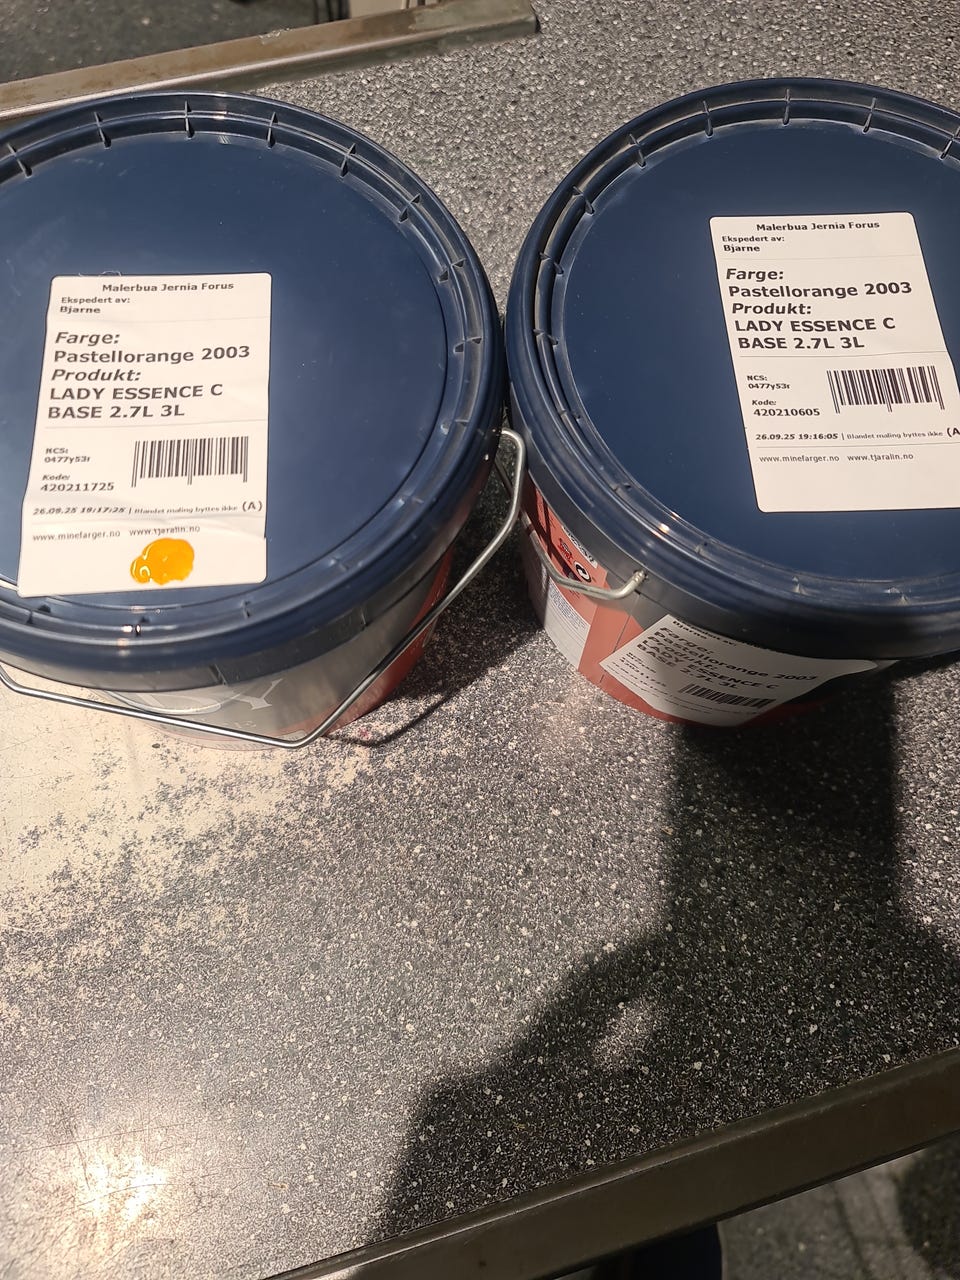 Malerbua Jernia Forus
Ekspedert av:
Bjarne
Farge:
Pastellorange 2003
Produkt:
LADY ESSENCE C
BASE 2.7L 3L
NCS:
0477y53r
Kode:
420211725
26.09.25 19:17:25 | Blandet maling byttes ikke (A)
www.minefarger.no www.tjaralin.no
Malerbua Jernia Forus
Ekspedert av:
Bjarne
Farge:
Pastellorange 2003
Produkt:
LADY ESSENCE C
BASE 2.7L 3L
NCS:
0477y53r
Kode:
420210605
26.09.25 19:16:05 | Blandet maling byttes ikke (A
www.minefarger.no www.tjaralin.no
Farge:
Pastellorange 2003